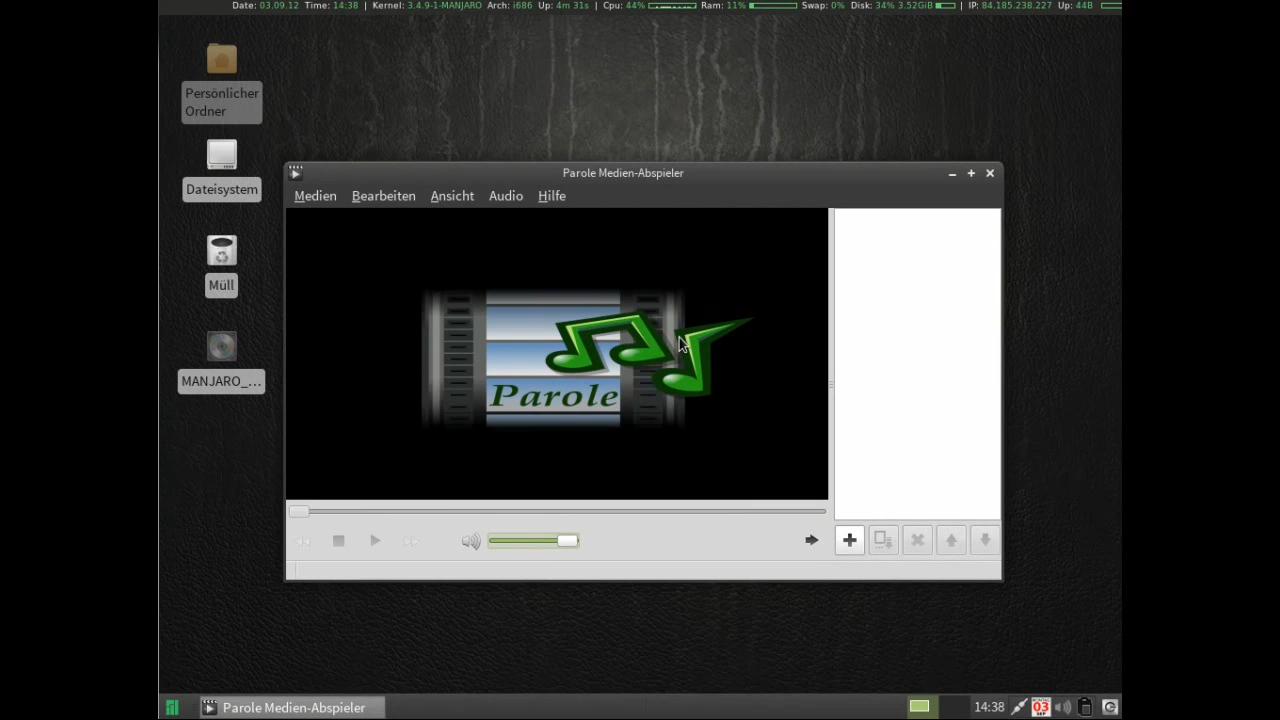 Date: 03.09.12 Time: 14:38 | Kernel: 3.4.9-1-MANJARO Arch: i686 Up: 4m 31s | Cpu: 44% Ram: 11% Swap: 0% Disk: 34% 3.52GiB | IP: 84.185.238.227 Up: 44B
Persönlicher
Ordner
Dateisystem
Müll
MANJARO_...
Parole Medien-Abspieler
Medien Bearbeiten Ansicht Audio Hilfe
Parole
Parole Medien-Abspieler
14:38
03
SEP